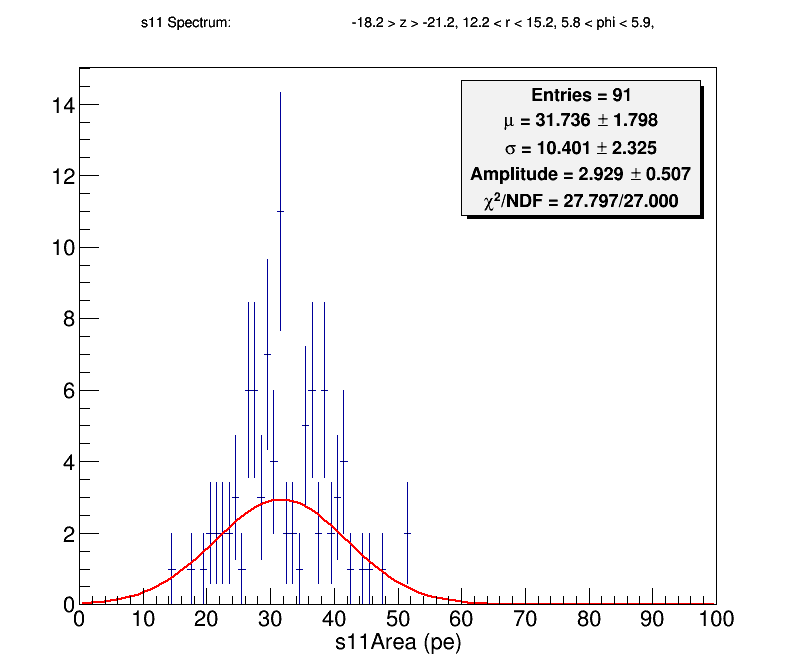 s11 Spectrum: -18.2 > z > -21.2, 12.2 < r < 15.2, 5.8 < phi < 5.9,
Entries = 91
μ = 31.736 ± 1.798
σ = 10.401 ± 2.325
Amplitude = 2.929 ± 0.507
χ²/NDF = 27.797/27.000
14
12
10
8
6
4
2
0
0 10 20 30 40 50 60 70 80 90 100
s11Area (pe)